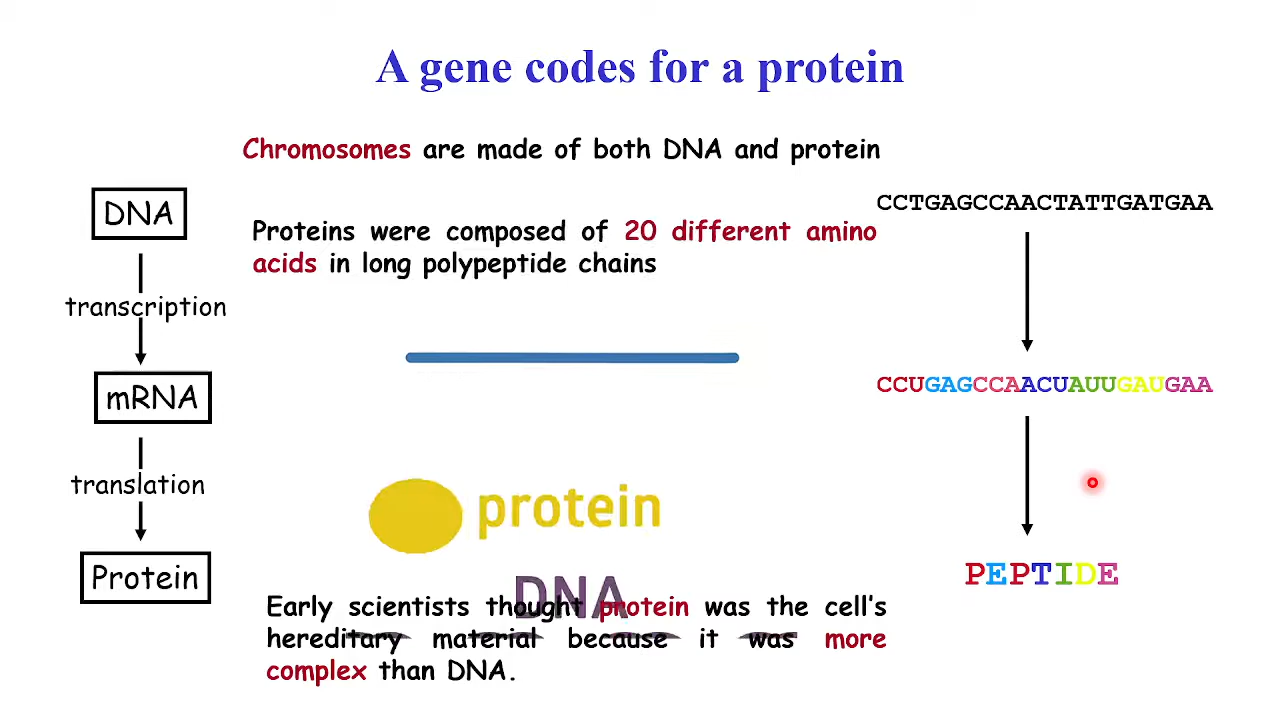 A gene codes for a protein
Chromosomes are made of both DNA and protein
DNA
transcription
mRNA
translation
Protein
Proteins were composed of 20 different amino
acids in long polypeptide chains
protein
DNA
Early scientists thought protein was the cell's
hereditary material because it was more
complex than DNA.
CCTGAGCCAACTATTGATGAA
CCUGAGCCAACUAUUGAUGAA
PEPTIDE